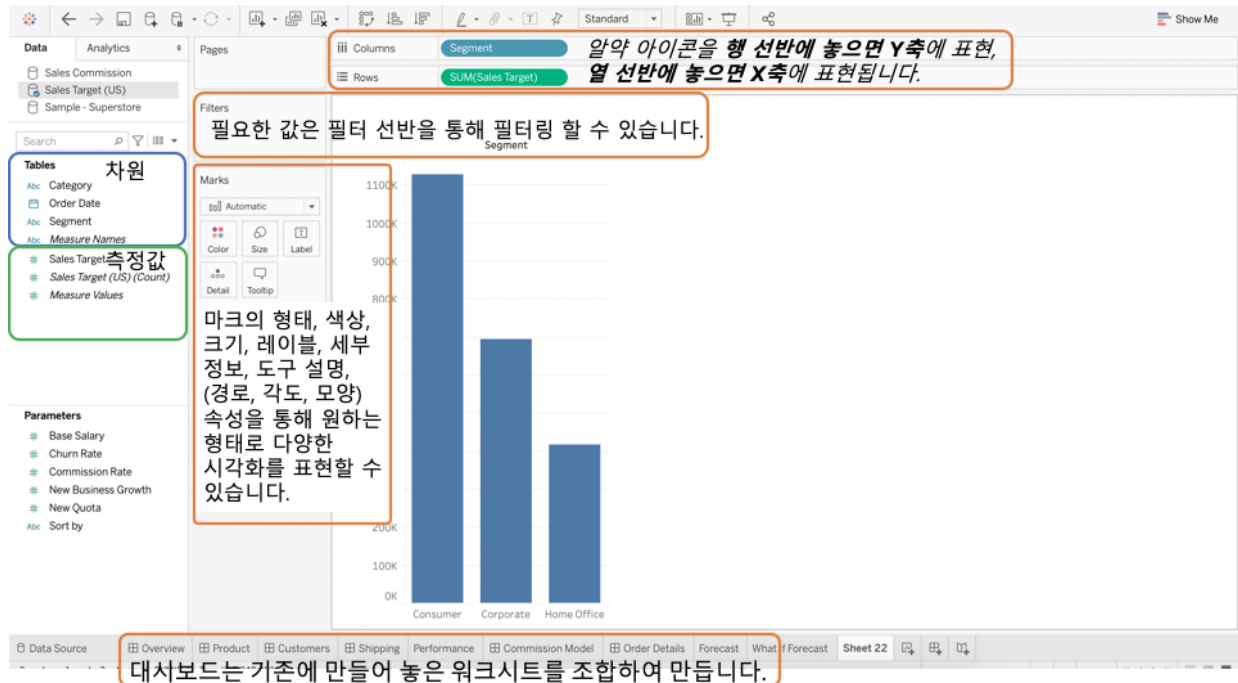 Standard
Show Me
Data
Analytics
Pages
iii Columns
Segment
알약 아이콘을 행 선반에 놓으면 Y축에 표현,
Rows
SUM(Sales Target)
열 선반에 놓으면 X축에 표현됩니다.
Sales Commission
Sales Target (US)
Sample - Superstore
Filters
필요한 값은 필터 선반을 통해 필터링 할 수 있습니다.
Search
Tables
차원
Abc Category
Order Date
Abc Segment
Abc Measure Names
# Sales Target
측정값
# Sales Target (US) (Count)
# Measure Values
Marks
Automatic
Color
Size
Label
Detail
Tooltip
마크의 형태, 색상,
크기, 레이블, 세부
정보, 도구 설명,
(경로, 각도, 모양)
속성을 통해 원하는
형태로 다양한
시각화를 표현할 수
있습니다.
Parameters
# Base Salary
# Churn Rate
# Commission Rate
# New Business Growth
# New Quota
Abc Sort by
Segment
1100K
1000K
900K
800K
200K
100K
0K
Consumer
Corporate
Home Office
Data Source
Overview
Product
Customers
Shipping
Performance
Commission Model
Order Details
Forecast
What If Forecast
Sheet 22
대시보드는 기존에 만들어 놓은 워크시트를 조합하여 만듭니다.